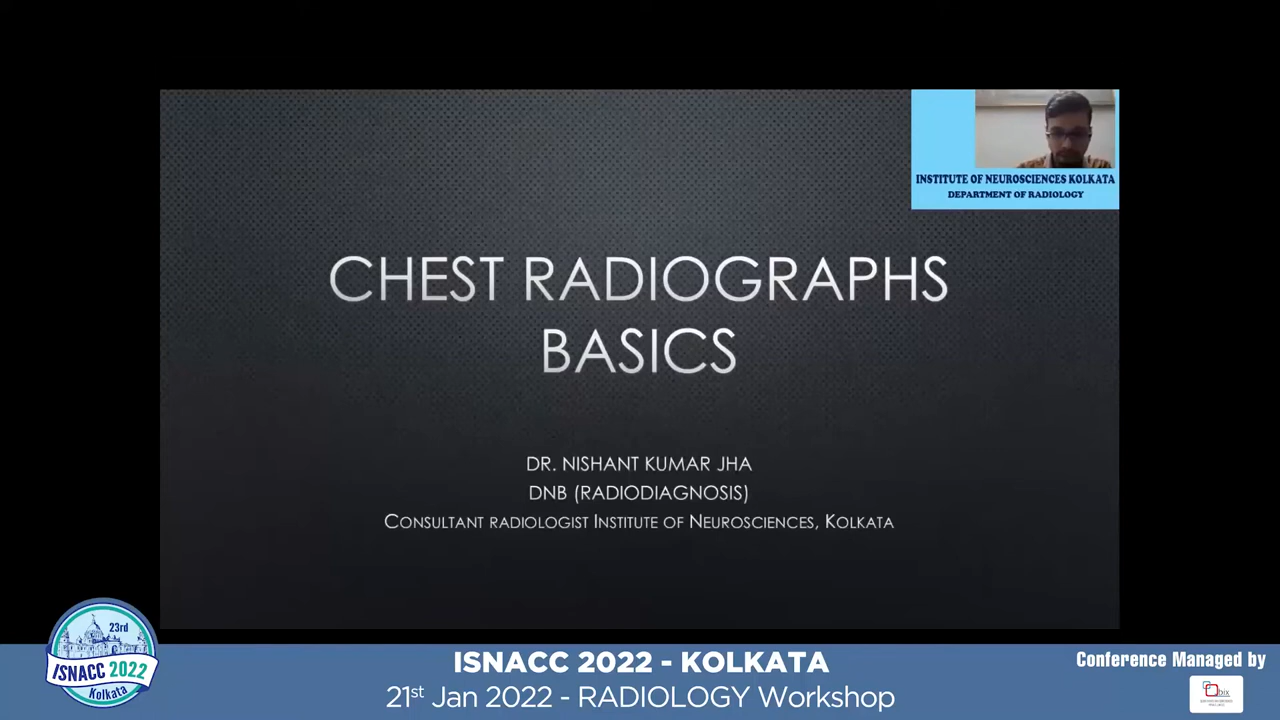 INSTITUTE OF NEUROSCIENCES KOLKATA
DEPARTMENT OF RADIOLOGY
CHEST RADIOGRAPHS
BASICS
DR. NISHANT KUMAR JHA
DNB (RADIODIAGNOSIS)
CONSULTANT RADIOLOGIST INSTITUTE OF NEUROSCIENCES, KOLKATA
23rd
ISNACC 2022
Kolkata
ISNACC 2022 - KOLKATA
21st Jan 2022 - RADIOLOGY Workshop
Conference Managed by